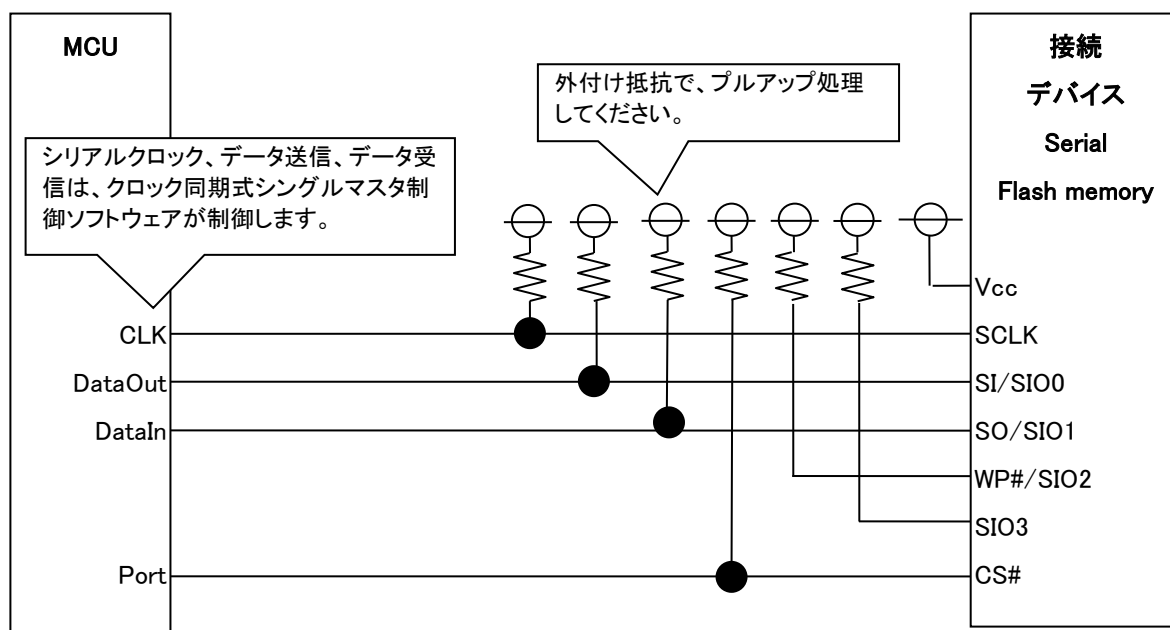 MCU
接続
デバイス
Serial
Flash memory
外付け抵抗で、プルアップ処理
してください。
シリアルクロック、データ送信、データ受
信は、クロック同期式シングルマスタ制
御ソフトウェアが制御します。
Vcc
CLK
SCLK
DataOut
SI/SIO0
DataIn
SO/SIO1
WP#/SIO2
SIO3
Port
CS#